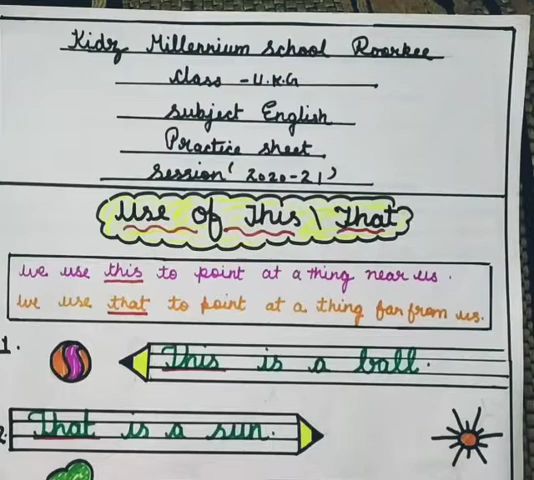 Kidz Millennium School Roorkee
Class - U.K.G
Subject English
Practice sheet
Session' 2020-21'
Use of This \ That
We use this to point at a thing near us.
We use that to point at a thing far from us.
1. This is a ball.
2. That is a sun.